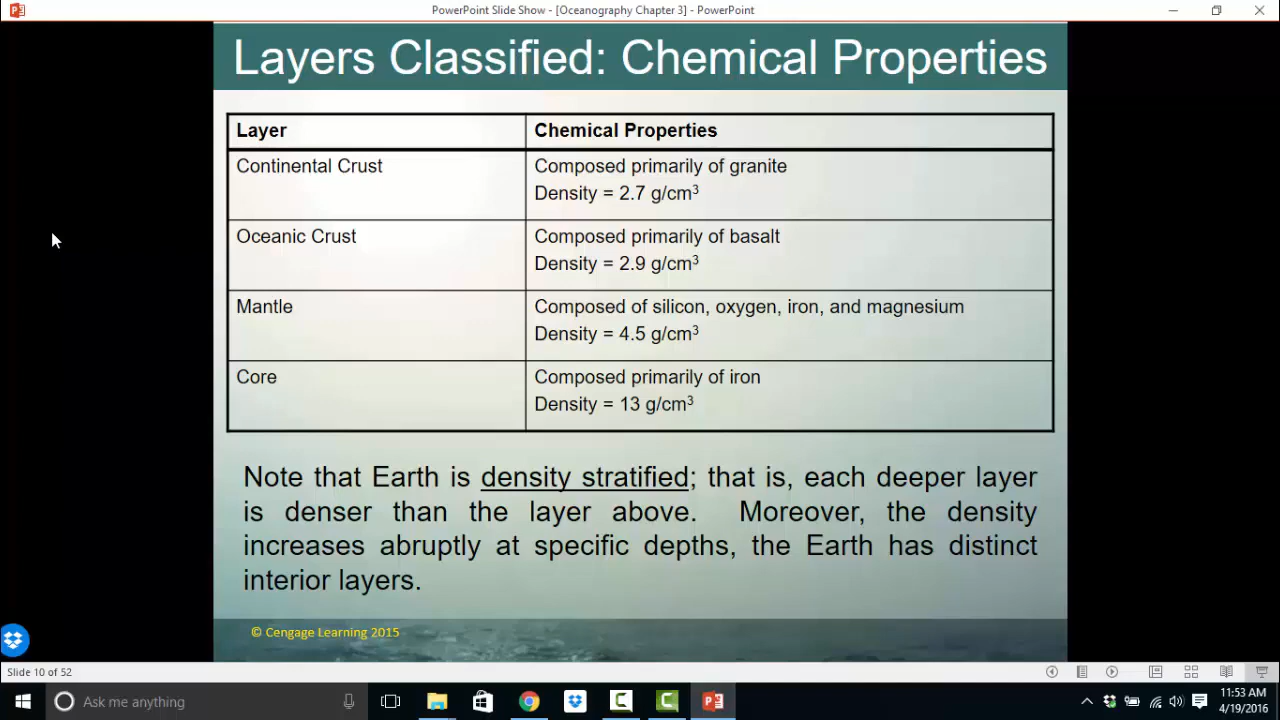 PowerPoint Slide Show - [Oceanography Chapter 3] - PowerPoint
Layers Classified: Chemical Properties
Layer
Chemical Properties
Continental Crust
Composed primarily of granite
Density = 2.7 g/cm³
Oceanic Crust
Composed primarily of basalt
Density = 2.9 g/cm³
Mantle
Composed of silicon, oxygen, iron, and magnesium
Density = 4.5 g/cm³
Core
Composed primarily of iron
Density = 13 g/cm³
Note that Earth is density stratified; that is, each deeper layer
is denser than the layer above. Moreover, the density
increases abruptly at specific depths, the Earth has distinct
interior layers.
© Cengage Learning 2015
Slide 10 of 52
Ask me anything
11:53 AM
4/19/2016